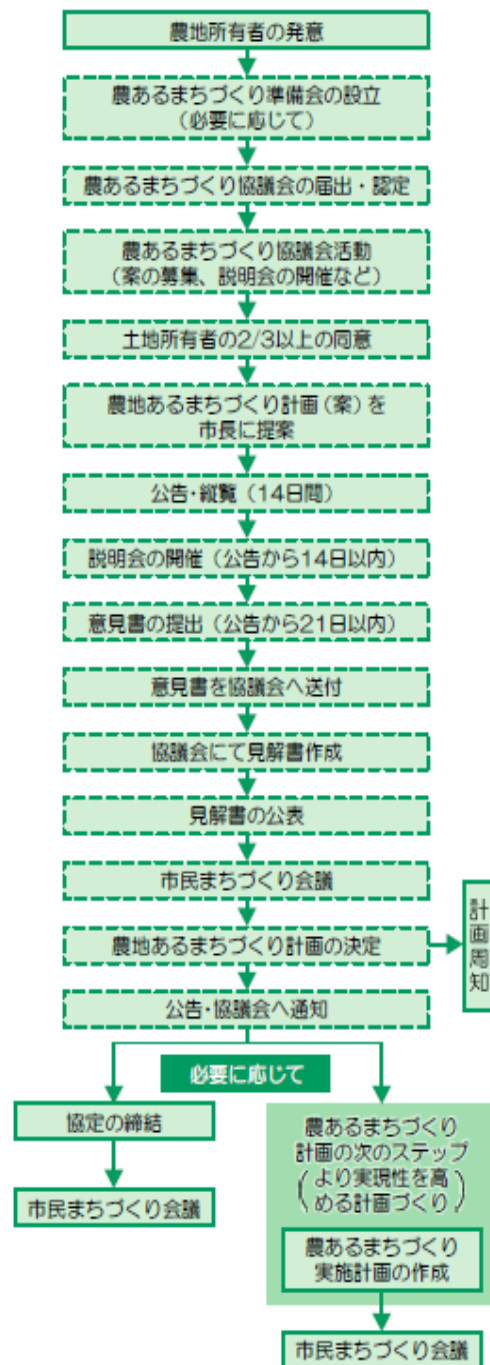 農地所有者の発意
農あるまちづくり準備会の設立
（必要に応じて）
農あるまちづくり協議会の届出・認定
農あるまちづくり協議会活動
（案の募集、説明会の開催など）
土地所有者の2/3以上の同意
農地あるまちづくり計画（案）を
市長に提案
公告・縦覧（14日間）
説明会の開催（公告から14日以内）
意見書の提出（公告から21日以内）
意見書を協議会へ送付
協議会にて見解書作成
見解書の公表
市民まちづくり会議
農地あるまちづくり計画の決定
計画周知
公告・協議会へ通知
必要に応じて
協定の締結
市民まちづくり会議
農あるまちづくり
計画の次のステップ
（より実現性を高
める計画づくり）
農あるまちづくり
実施計画の作成
市民まちづくり会議